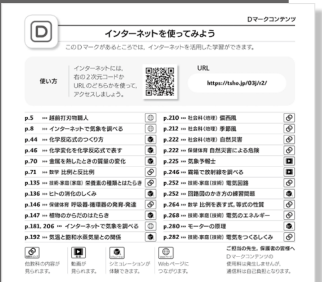 Dマークコンテンツ
D
インターネットを使ってみよう
このDマークがあるところでは、インターネットを活用した学習ができます。
使い方
インターネットには、
右の2次元コードか
URLのどちらかを使って、
アクセスしましょう。
URL
https://tsho.jp/03j/r2/
p.5 … 越前打刃物職人
p.8 … インターネットで気象を調べる
p.44 … 化学反応式のつくり方
p.46 … 化学変化を化学反応式で表す
p.70 … 金属を熱したときの質量の変化
p.71 … 数学 比例と反比例
p.135 … 技術・家庭(家庭) 栄養素の種類とはたらき
p.136 … ヒトの消化のしくみ
p.146 … 保健体育 呼吸器・循環器の発育・発達
p.147 … 植物のからだのはたらき
p.181, 206 … インターネットで気象を調べる
p.192 … 気温と飽和水蒸気量との関係
p.210 … 社会科(地理) 偏西風
p.212 … 社会科(地理) 季節風
p.222 … 社会科(地理) 自然災害
p.222 … 保健体育 自然災害による危険
p.225 … 気象予報士
p.246 … 霧箱で放射線を調べる
p.252 … 技術・家庭(技術) 電気回路
p.252 … 回路図のかき方の練習問題
p.264 … 数学 比例を表す式, 等式の性質
p.268 … 技術・家庭(技術) 電気のエネルギー
p.280 … モーターの原理
p.282 … 技術・家庭(技術) 電気をつくるしくみ
他教科の内容が
見られます。
動画が
見られます。
シミュレーションが
体験できます。
Webページに
つながります。
ご担当の先生、保護者の皆様へ
Dマークコンテンツの
使用料は発生しませんが、
通信料は自己負担となります。